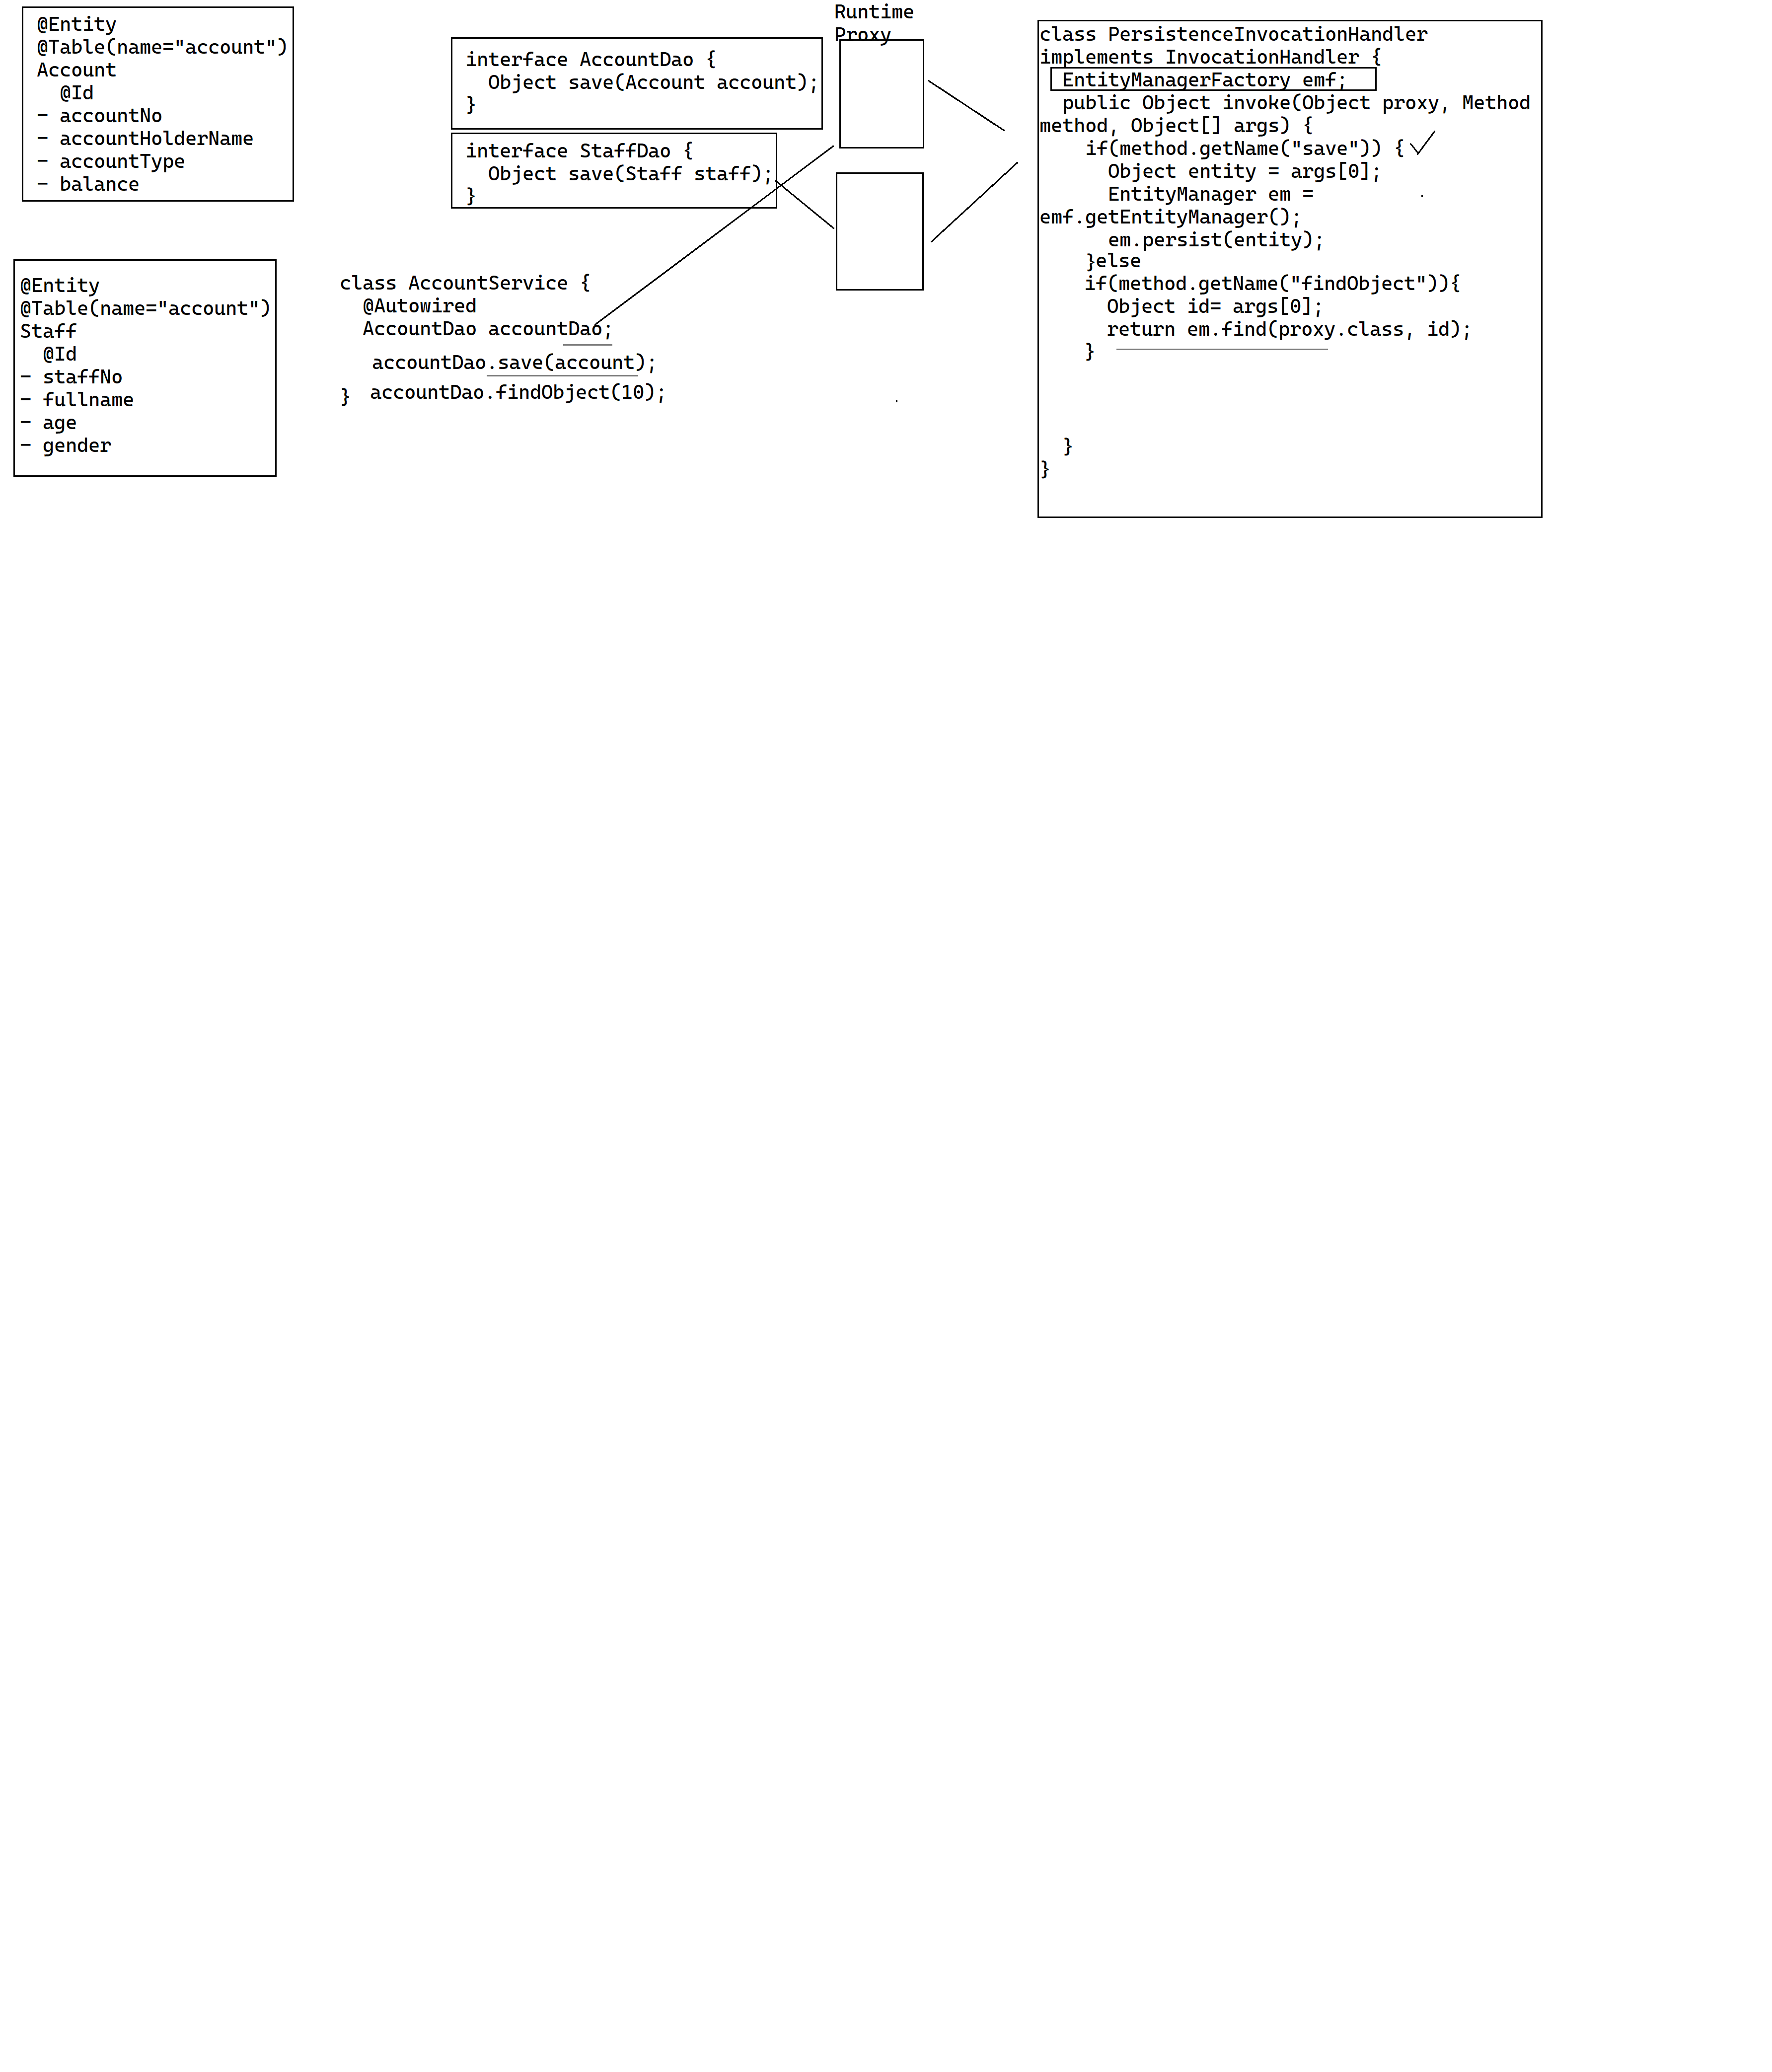 @Entity
@Table(name="account")
Account
@Id
- accountNo
- accountHolderName
- accountType
- balance
@Entity
@Table(name="account")
Staff
@Id
- staffNo
- fullname
- age
- gender
interface AccountDao {
Object save(Account account);
}
interface StaffDao {
Object save(Staff staff);
}
class AccountService {
@Autowired
AccountDao accountDao;
accountDao.save(account);
accountDao.findObject(10);
}
Runtime
Proxy
class PersistenceInvocationHandler
implements InvocationHandler {
EntityManagerFactory emf;
public Object invoke(Object proxy, Method
method, Object[] args) {
if(method.getName("save")) {
Object entity = args[0];
EntityManager em =
emf.getEntityManager();
em.persist(entity);
}else
if(method.getName("findObject")){
Object id= args[0];
return em.find(proxy.class, id);
}
}
}